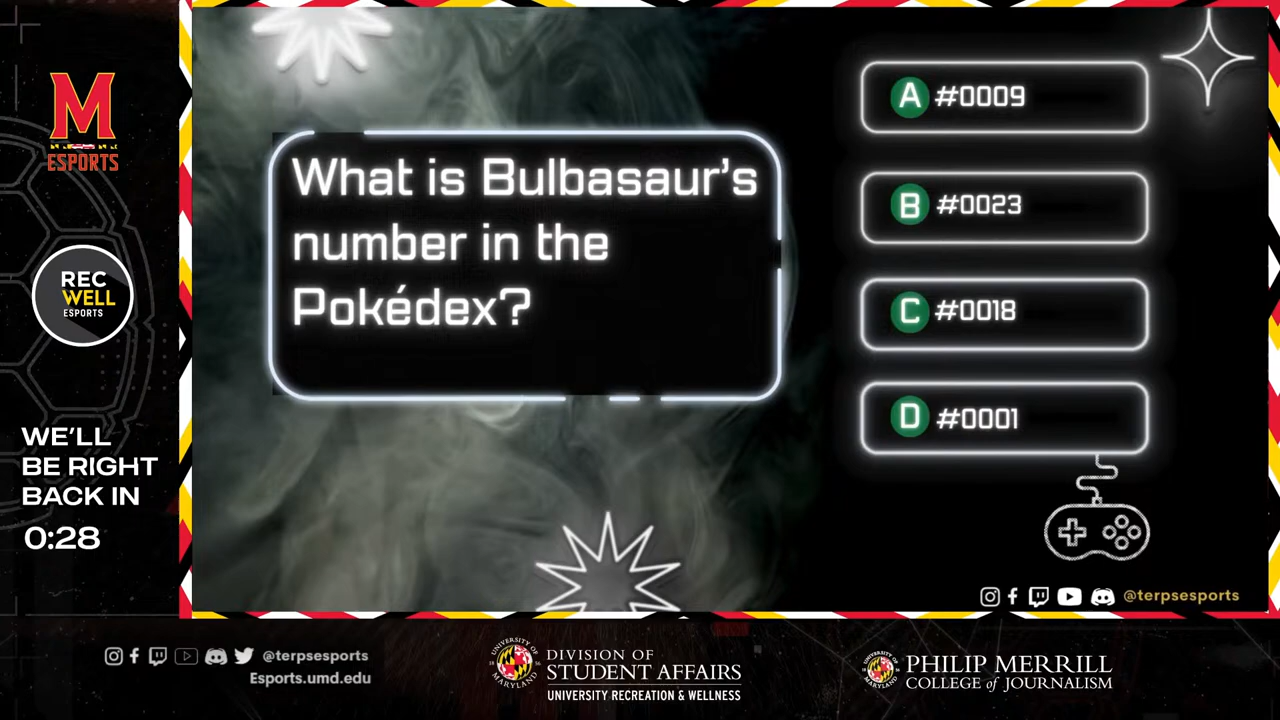 M
ESPORTS
REC
WELL
ESPORTS
WE'LL
BE RIGHT
BACK IN
0:28
What is Bulbasaur's
number in the
Pokédex?
A #0009
B #0023
C #0018
D #0001
@terpsesports
@terpsesports
Esports.umd.edu
UNIVERSITY OF
MARYLAND
DIVISION OF
STUDENT AFFAIRS
UNIVERSITY RECREATION & WELLNESS
UNIVERSITY OF
MARYLAND
PHILIP MERRILL
COLLEGE of JOURNALISM